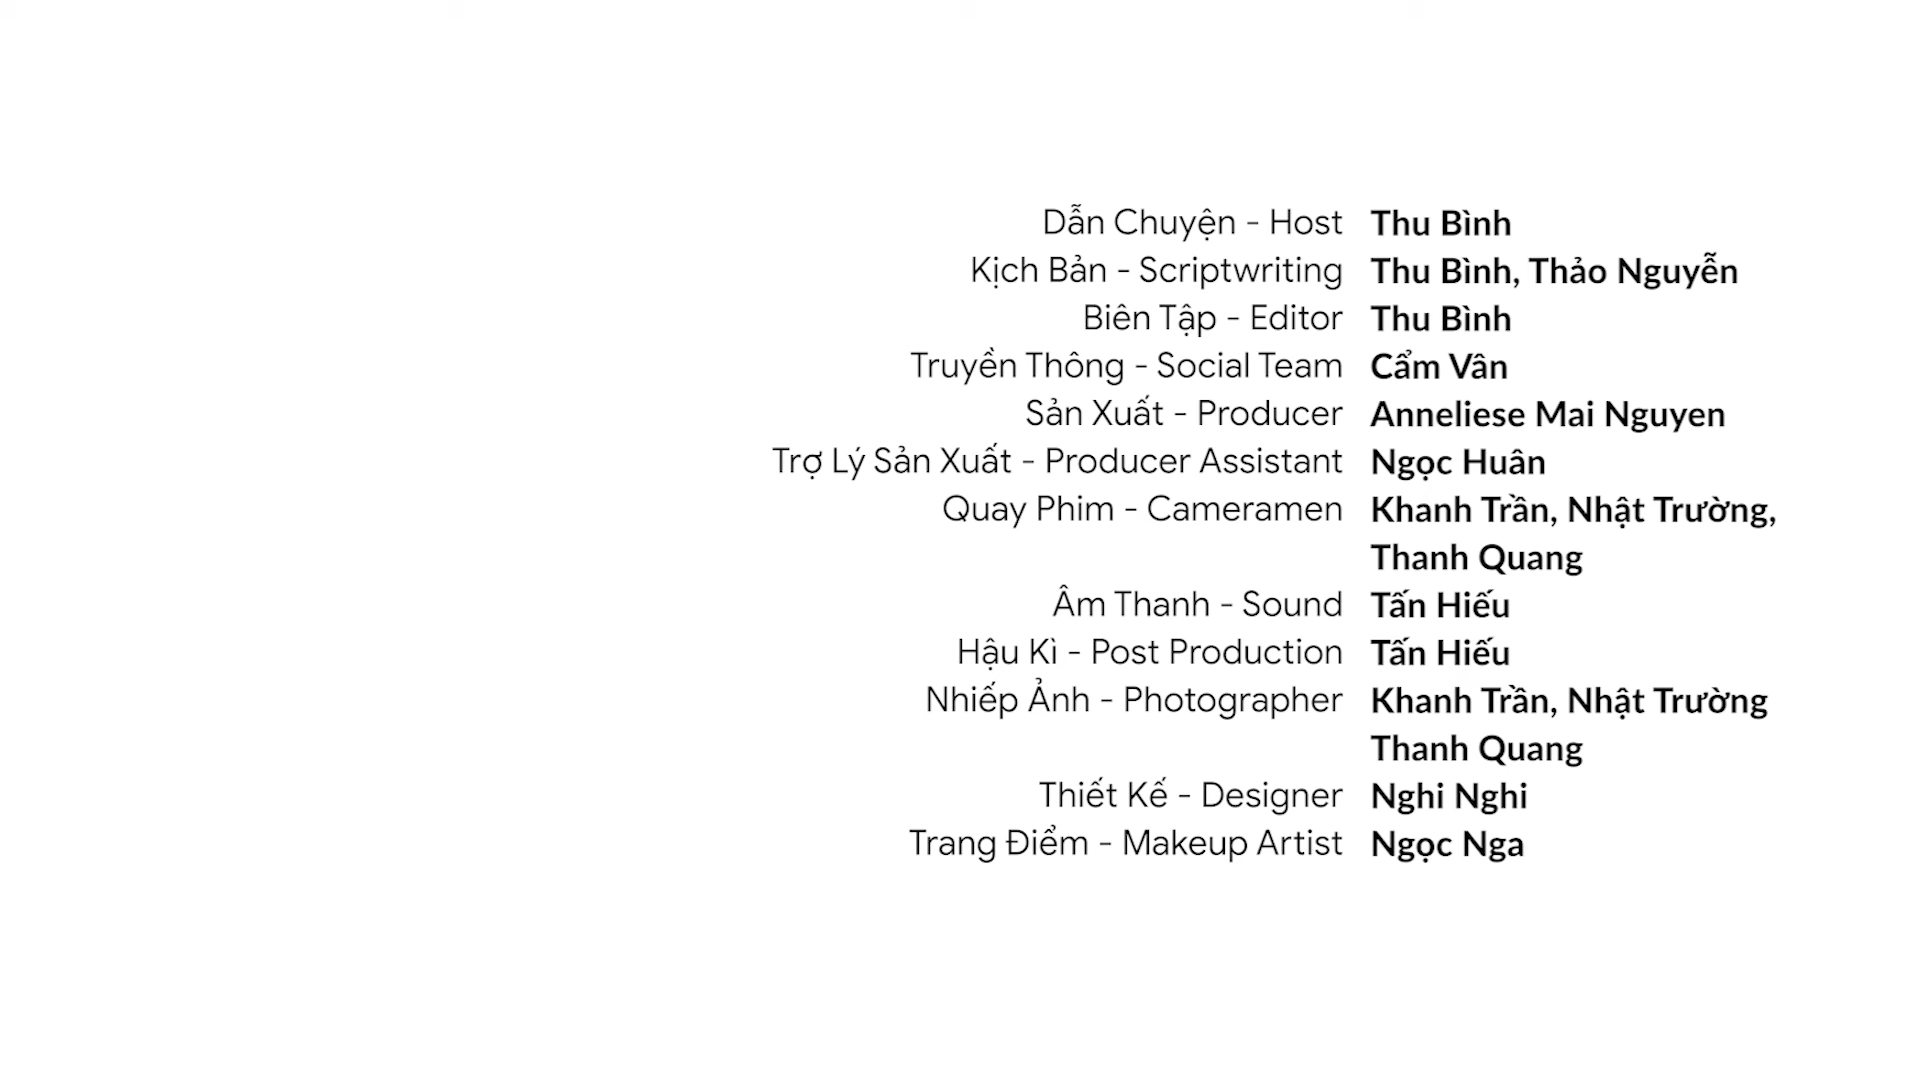 Dẫn Chuyện - Host Thu Bình
Kịch Bản - Scriptwriting Thu Bình, Thảo Nguyễn
Biên Tập - Editor Thu Bình
Truyền Thông - Social Team Cẩm Vân
Sản Xuất - Producer Anneliese Mai Nguyen
Trợ Lý Sản Xuất - Producer Assistant Ngọc Huân
Quay Phim - Cameramen Khanh Trần, Nhật Trường,
Thanh Quang
Âm Thanh - Sound Tấn Hiếu
Hậu Kì - Post Production Tấn Hiếu
Nhiếp Ảnh - Photographer Khanh Trần, Nhật Trường
Thanh Quang
Thiết Kế - Designer Nghi Nghi
Trang Điểm - Makeup Artist Ngọc Nga